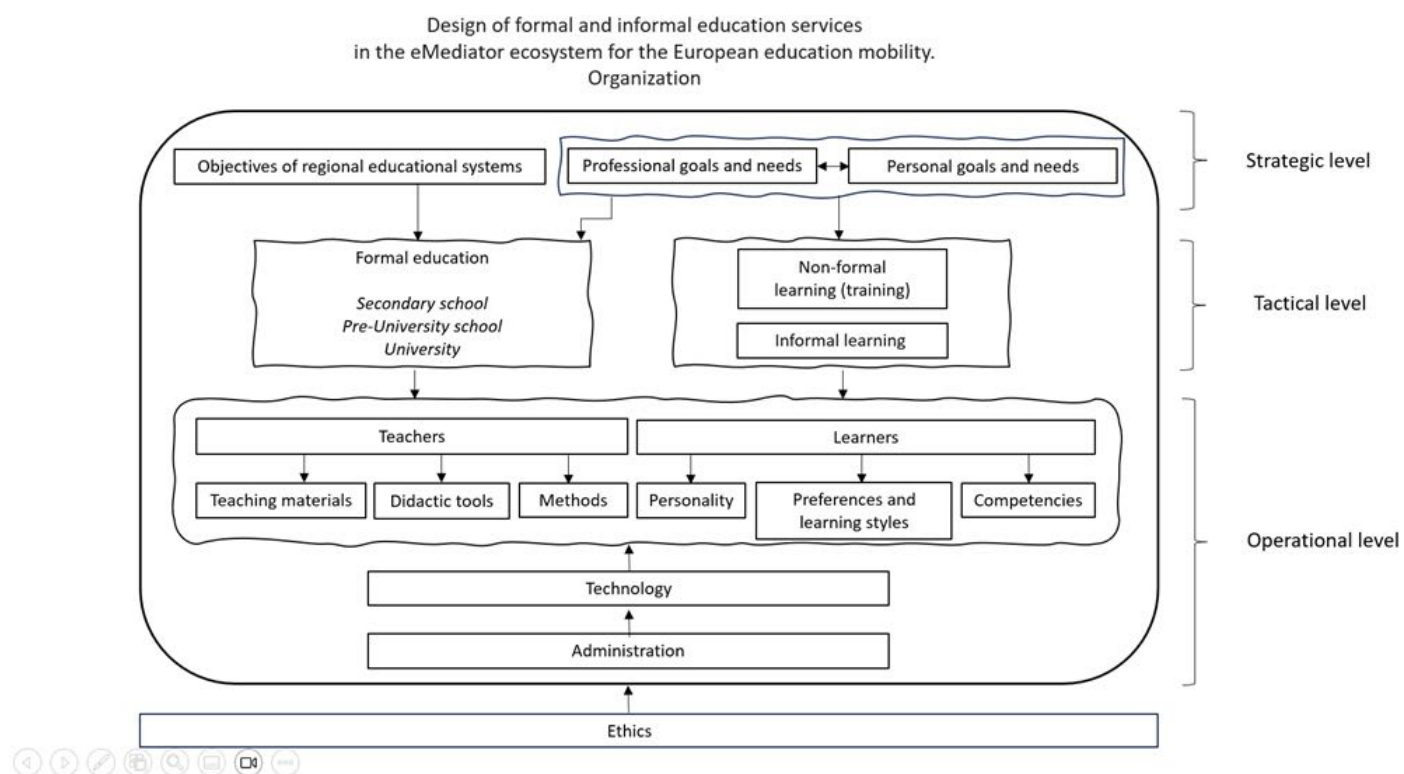 Design of formal and informal education services
in the eMediator ecosystem for the European education mobility.
Organization
Objectives of regional educational systems
Professional goals and needs
Personal goals and needs
Strategic level
Formal education
Secondary school
Pre-University school
University
Non-formal
learning (training)
Informal learning
Tactical level
Teachers
Learners
Teaching materials
Didactic tools
Methods
Personality
Preferences and
learning styles
Competencies
Operational level
Technology
Administration
Ethics